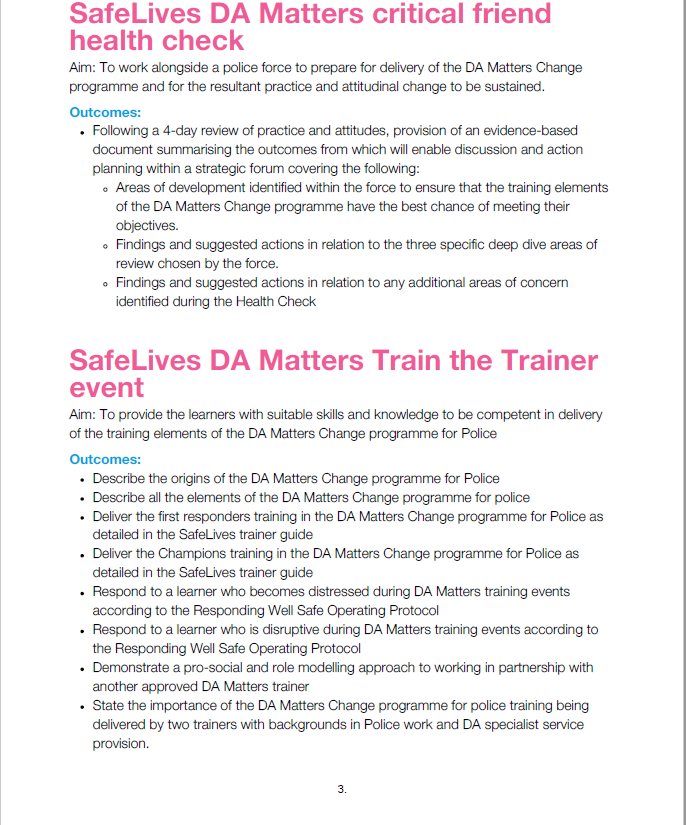 SafeLives DA Matters critical friend
health check
Aim: To work alongside a police force to prepare for delivery of the DA Matters Change
programme and for the resultant practice and attitudinal change to be sustained.
Outcomes:
• Following a 4-day review of practice and attitudes, provision of an evidence-based
document summarising the outcomes from which will enable discussion and action
planning within a strategic forum covering the following:
◦ Areas of development identified within the force to ensure that the training elements
of the DA Matters Change programme have the best chance of meeting their
objectives.
◦ Findings and suggested actions in relation to the three specific deep dive areas of
review chosen by the force.
◦ Findings and suggested actions in relation to any additional areas of concern
identified during the Health Check
SafeLives DA Matters Train the Trainer
event
Aim: To provide the learners with suitable skills and knowledge to be competent in delivery
of the training elements of the DA Matters Change programme for Police
Outcomes:
• Describe the origins of the DA Matters Change programme for Police
• Describe all the elements of the DA Matters Change programme for police
• Deliver the first responders training in the DA Matters Change programme for Police as
detailed in the SafeLives trainer guide
• Deliver the Champions training in the DA Matters Change programme for Police as
detailed in the SafeLives trainer guide
• Respond to a learner who becomes distressed during DA Matters training events
according to the Responding Well Safe Operating Protocol
• Respond to a learner who is disruptive during DA Matters training events according to
the Responding Well Safe Operating Protocol
• Demonstrate a pro-social and role modelling approach to working in partnership with
another approved DA Matters trainer
• State the importance of the DA Matters Change programme for police training being
delivered by two trainers with backgrounds in Police work and DA specialist service
provision.
3.